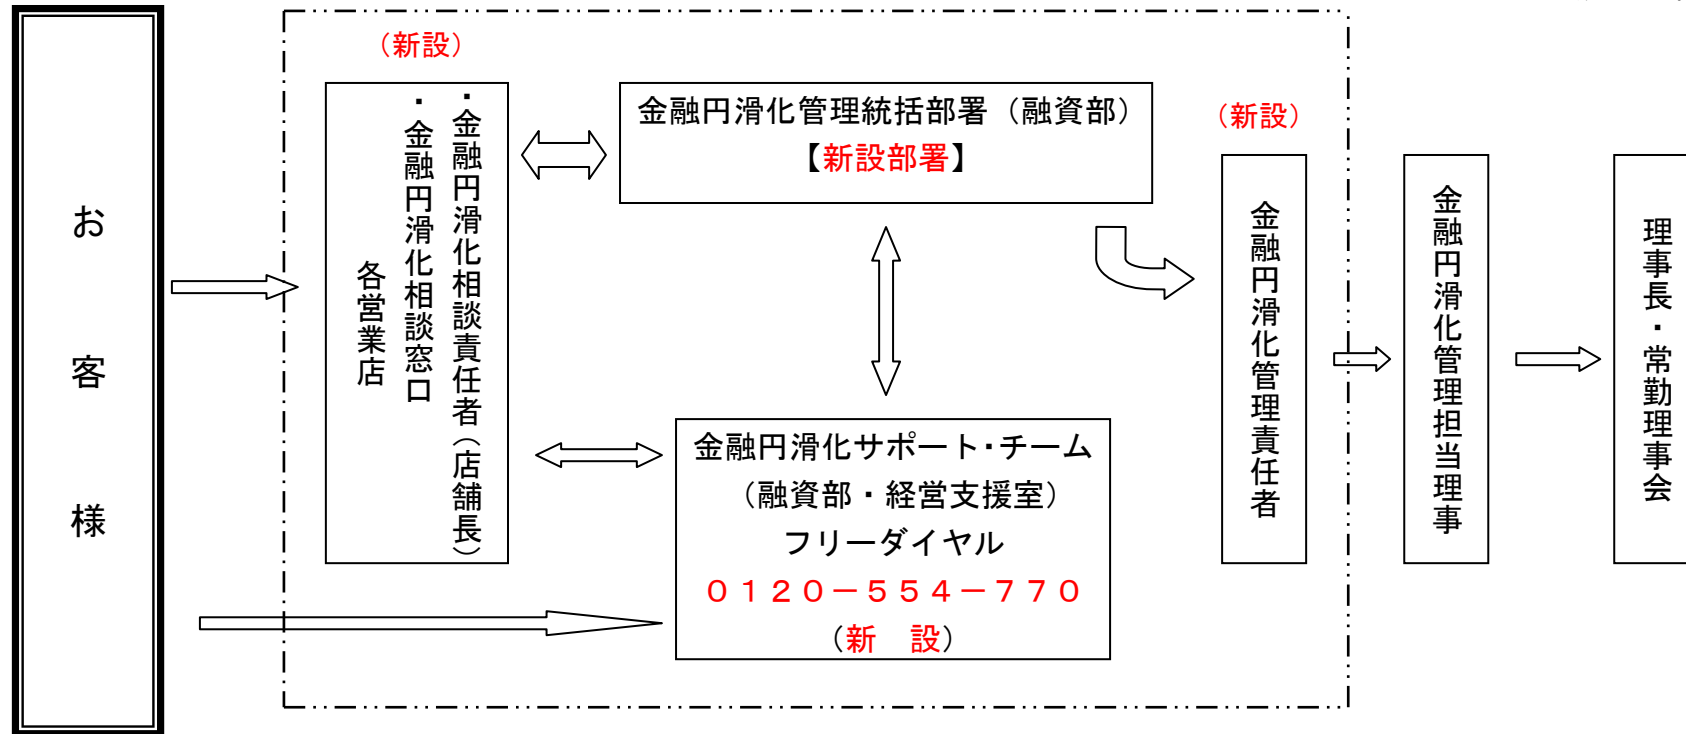 お客様
（新設）
・金融円滑化相談責任者（店舗長）
・金融円滑化相談窓口
各営業店
金融円滑化管理統括部署（融資部）
【新設部署】
金融円滑化サポート・チーム
（融資部・経営支援室）
フリーダイヤル
０１２０－５５４－７７０
（新　設）
（新設）
金融円滑化管理責任者
金融円滑化管理担当理事
理事長・常勤理事会